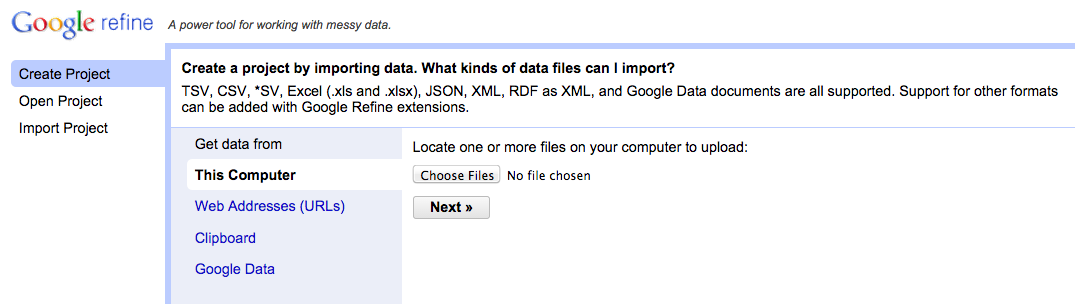 Google refine A power tool for working with messy data.
Create Project
Open Project
Import Project
Create a project by importing data. What kinds of data files can I import?
TSV, CSV, *SV, Excel (.xls and .xlsx), JSON, XML, RDF as XML, and Google Data documents are all supported. Support for other formats
can be added with Google Refine extensions.
Get data from
This Computer
Web Addresses (URLs)
Clipboard
Google Data
Locate one or more files on your computer to upload:
Choose Files No file chosen
Next »